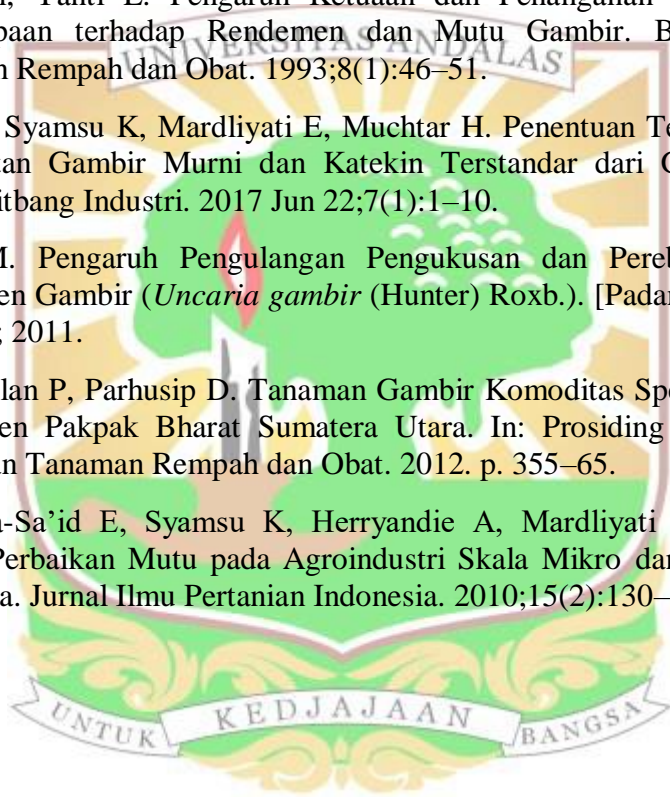 Pengaruh Ketuaan dan Penanganan
paan terhadap Rendemen dan Mutu Gambir. B
n Rempah dan Obat. 1993;8(1):46–51.
Syamsu K, Mardliyati E, Muchtar H. Penentuan Te
tan Gambir Murni dan Katekin Terstandar dari
itbang Industri. 2017 Jun 22;7(1):1–10.
M. Pengaruh Pengulangan Pengukusan dan Pereb
en Gambir (Uncaria gambir (Hunter) Roxb.). [Padan
; 2011.
lan P, Parhusip D. Tanaman Gambir Komoditas Spe
en Pakpak Bharat Sumatera Utara. In: Prosiding
an Tanaman Rempah dan Obat. 2012. p. 355–65.
a-Sa’id E, Syamsu K, Herryandie A, Mardliyati
Perbaikan Mutu pada Agroindustri Skala Mikro dan
a. Jurnal Ilmu Pertanian Indonesia. 2010;15(2):130–
UNIVERSITAS ANDALAS
UNTUK KEDJAJAAN BANGSA